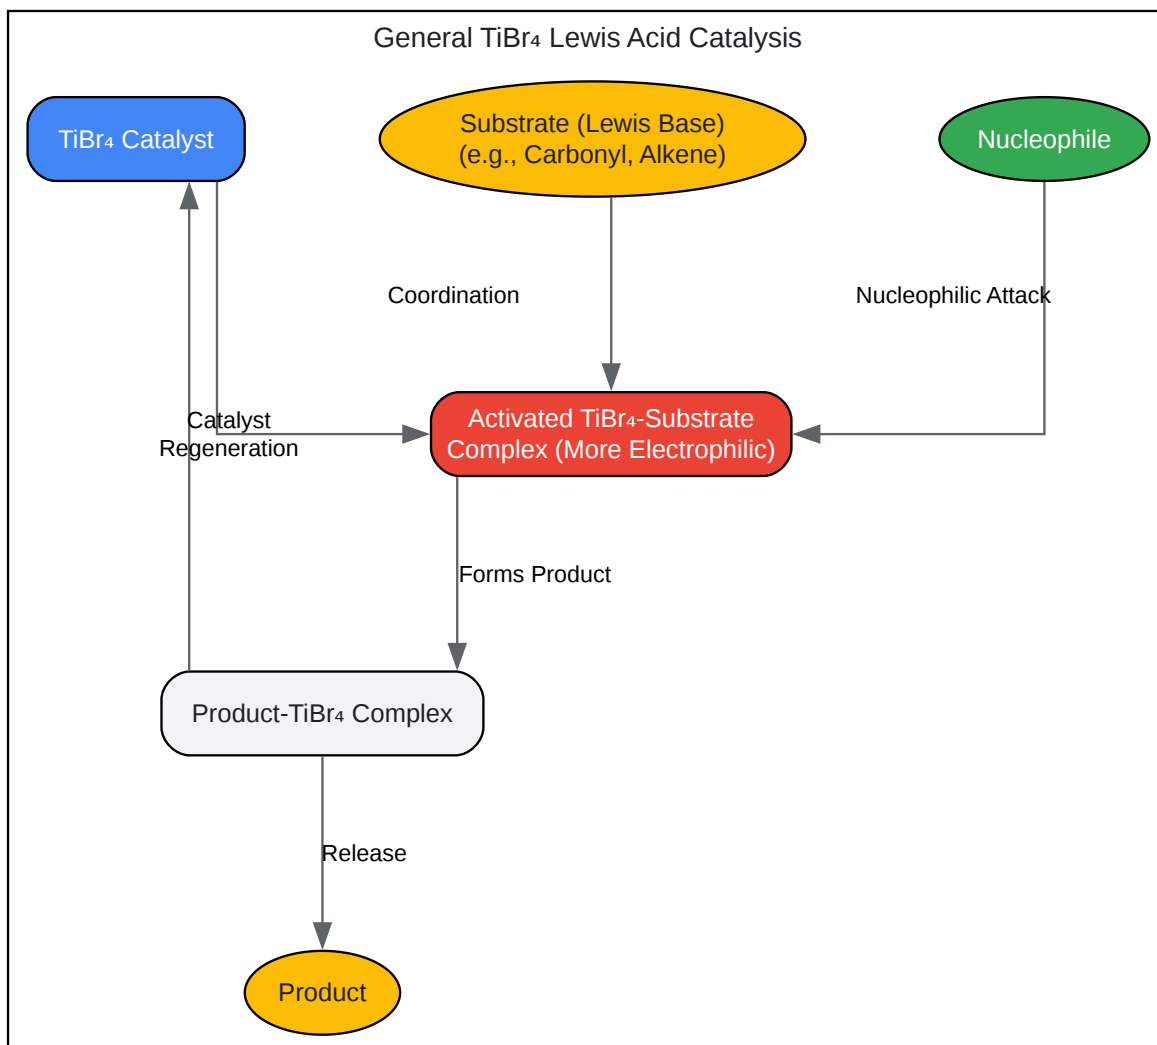 General TiBr₄ Lewis Acid Catalysis
TiBr₄ Catalyst
Substrate (Lewis Base)
(e.g., Carbonyl, Alkene)
Nucleophile
Coordination
Nucleophilic Attack
Catalyst
Regeneration
Activated TiBr₄-Substrate
Complex (More Electrophilic)
Forms Product
Product-TiBr₄ Complex
Release
Product